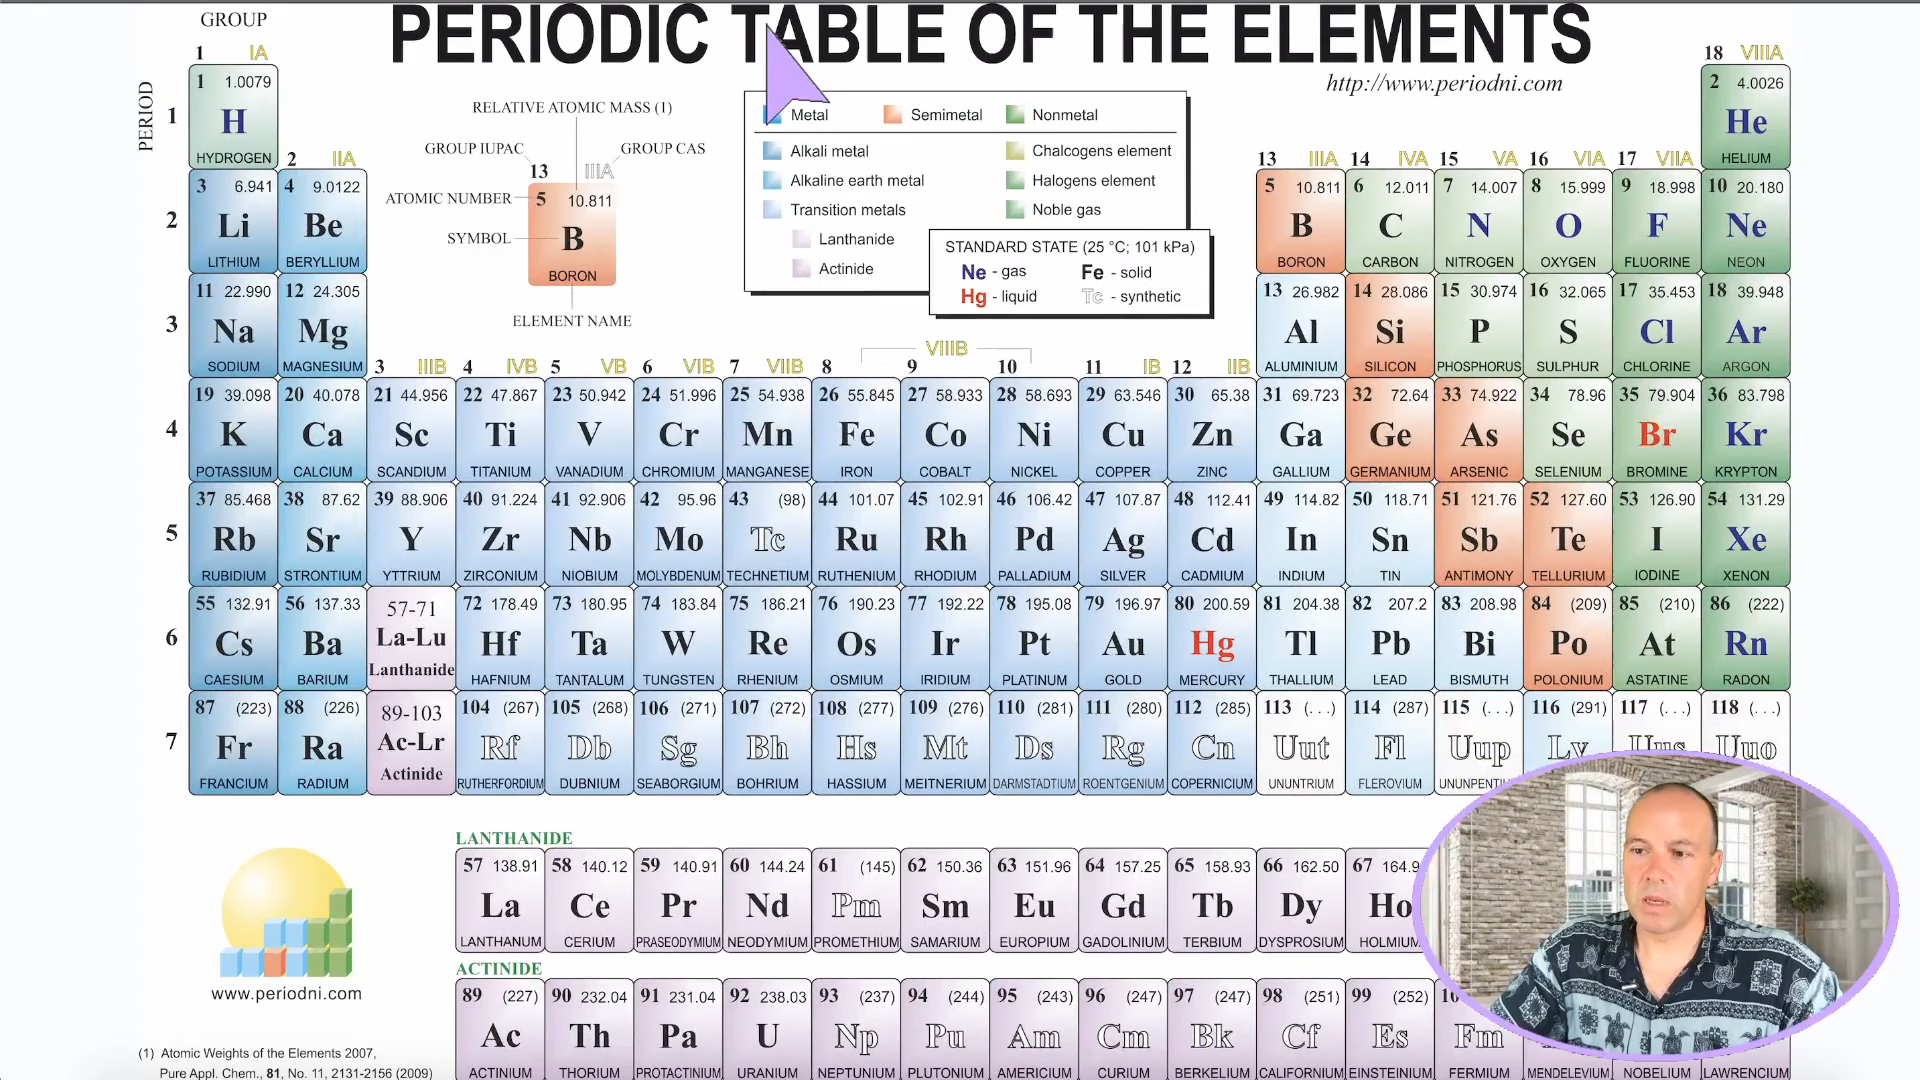 GROUP
PERIODIC TABLE OF THE ELEMENTS
1 IA
18 VIIIA
http://www.periodni.com
PERIOD
1
1 1.0079
H
HYDROGEN
2 4.0026
He
HELIUM
RELATIVE ATOMIC MASS (1)
GROUP IUPAC
GROUP CAS
13 IIIA
ATOMIC NUMBER
5 10.811
SYMBOL
B
BORON
ELEMENT NAME
Metal
Semimetal
Nonmetal
Alkali metal
Alkaline earth metal
Transition metals
Lanthanide
Actinide
Chalcogens element
Halogens element
Noble gas
STANDARD STATE (25 °C; 101 kPa)
Ne - gas
Fe - solid
Hg - liquid
Tc - synthetic
2 IIA
13 IIIA 14 IVA 15 VA 16 VIA 17 VIIA
2
3 6.941 4 9.0122 5 10.811 6 12.011 7 14.007 8 15.999 9 18.998 10 20.180
Li Be B C N O F Ne
LITHIUM BERYLLIUM BORON CARBON NITROGEN OXYGEN FLUORINE NEON
3
11 22.990 12 24.305 13 26.982 14 28.086 15 30.974 16 32.065 17 35.453 18 39.948
Na Mg Al Si P S Cl Ar
SODIUM MAGNESIUM ALUMINIUM SILICON PHOSPHORUS SULPHUR CHLORINE ARGON
VIIIB
3 IIIB 4 IVB 5 VB 6 VIB 7 VIIB 8 9 10 11 IB 12 IIB
4
19 39.098 20 40.078 21 44.956 22 47.867 23 50.942 24 51.996 25 54.938 26 55.845 27 58.933 28 58.693 29 63.546 30 65.38 31 69.723 32 72.64 33 74.922 34 78.96 35 79.904 36 83.798
K Ca Sc Ti V Cr Mn Fe Co Ni Cu Zn Ga Ge As Se Br Kr
POTASSIUM CALCIUM SCANDIUM TITANIUM VANADIUM CHROMIUM MANGANESE IRON COBALT NICKEL COPPER ZINC GALLIUM GERMANIUM ARSENIC SELENIUM BROMINE KRYPTON
5
37 85.468 38 87.62 39 88.906 40 91.224 41 92.906 42 95.96 43 (98) 44 101.07 45 102.91 46 106.42 47 107.87 48 112.41 49 114.82 50 118.71 51 121.76 52 127.60 53 126.90 54 131.29
Rb Sr Y Zr Nb Mo Tc Ru Rh Pd Ag Cd In Sn Sb Te I Xe
RUBIDIUM STRONTIUM YTTRIUM ZIRCONIUM NIOBIUM MOLYBDENUM TECHNETIUM RUTHENIUM RHODIUM PALLADIUM SILVER CADMIUM INDIUM TIN ANTIMONY TELLURIUM IODINE XENON
6
55 132.91 56 137.33 57-71 72 178.49 73 180.95 74 183.84 75 186.21 76 190.23 77 192.22 78 195.08 79 196.97 80 200.59 81 204.38 82 207.2 83 208.98 84 (209) 85 (210) 86 (222)
Cs Ba La-Lu Hf Ta W Re Os Ir Pt Au Hg Tl Pb Bi Po At Rn
CAESIUM BARIUM Lanthanide HAFNIUM TANTALUM TUNGSTEN RHENIUM OSMIUM IRIDIUM PLATINUM GOLD MERCURY THALLIUM LEAD BISMUTH POLONIUM ASTATINE RADON
7
87 (223) 88 (226) 89-103 104 (267) 105 (268) 106 (271) 107 (272) 108 (277) 109 (276) 110 (281) 111 (280) 112 (285) 113 (...) 114 (287) 115 (...) 116 (291) 117 (...) 118 (...)
Fr Ra Ac-Lr Rf Db Sg Bh Hs Mt Ds Rg Cn Uut Fl Uup Lv Uus Uuo
FRANCIUM RADIUM Actinide RUTHERFORDIUM DUBNIUM SEABORGIUM BOHRIUM HASSIUM MEITNERIUM DARMSTADTIUM ROENTGENIUM COPERNICIUM UNUNTRIUM FLEROVIUM UNUNPENTI
LANTHANIDE
57 138.91 58 140.12 59 140.91 60 144.24 61 (145) 62 150.36 63 151.96 64 157.25 65 158.93 66 162.50 67 164.9
La Ce Pr Nd Pm Sm Eu Gd Tb Dy Ho
LANTHANUM CERIUM PRASEODYMIUM NEODYMIUM PROMETHIUM SAMARIUM EUROPIUM GADOLINIUM TERBIUM DYSPROSIUM HOLMIUM
ACTINIDE
89 (227) 90 232.04 91 231.04 92 238.03 93 (237) 94 (244) 95 (243) 96 (247) 97 (247) 98 (251) 99 (252) 10
Ac Th Pa U Np Pu Am Cm Bk Cf Es Fm
ACTINIUM THORIUM PROTACTINIUM URANIUM NEPTUNIUM PLUTONIUM AMERICIUM CURIUM BERKELIUM CALIFORNIUM EINSTEINIUM FERMIUM MENDELEVIUM NOBELIUM LAWRENCIUM
www.periodni.com
(1) Atomic Weights of the Elements 2007,
Pure Appl. Chem., 81, No. 11, 2131-2156 (2009)